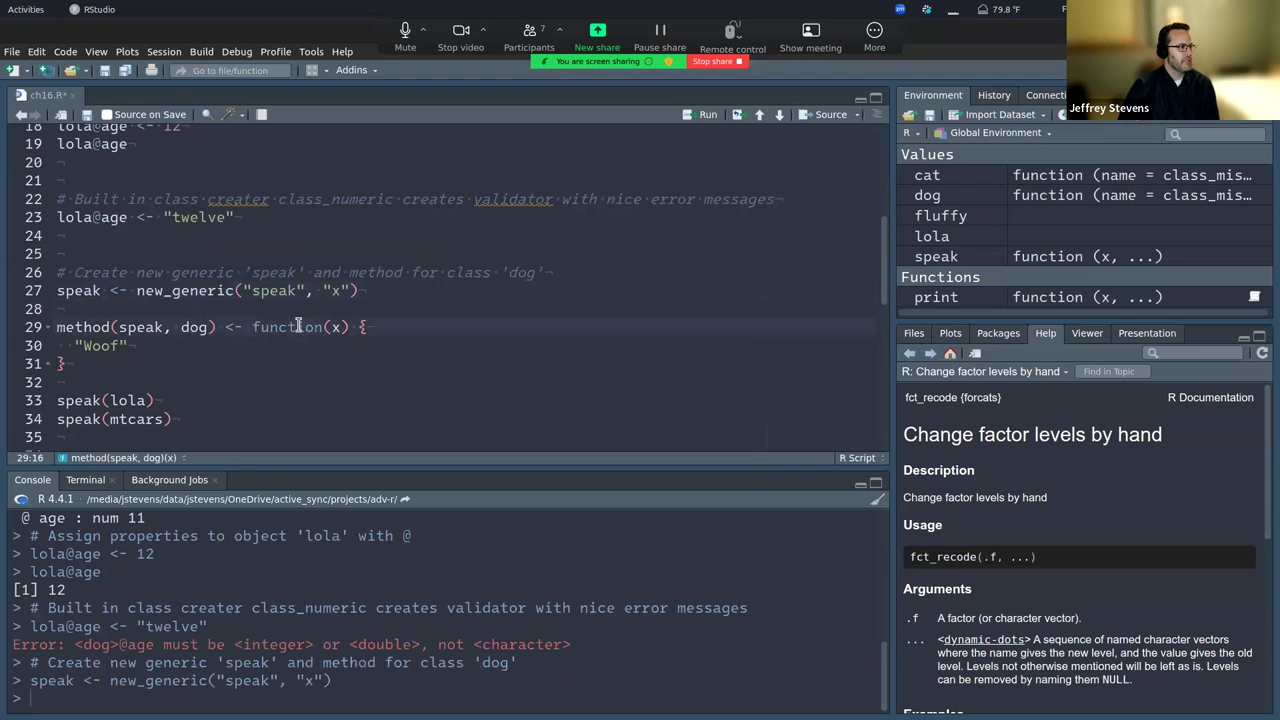 Activities
RStudio
zm
79.8 °F
Mute
Stop video
Participants
7
New share
Pause share
Remote control
Show meeting
More
You are screen sharing
Stop share
File Edit Code View Plots Session Build Debug Profile Tools Help
Go to file/function
Addins
Jeffrey Stevens
ch16.R*
Source on Save
Run
Source
18 lola@age <- 12
19 lola@age
20
21
22 # Built in class creater class_numeric creates validator with nice error messages
23 lola@age <- "twelve"
24
25
26 # Create new generic 'speak' and method for class 'dog'
27 speak <- new_generic("speak", "x")
28
29 method(speak, dog) <- function(x) {
30 "Woof"
31 }
32
33 speak(lola)
34 speak(mtcars)
35
29:16
method(speak, dog)(x)
R Script
Console Terminal Background Jobs
R 4.4.1 · /media/jstevens/data/jstevens/OneDrive/active_sync/projects/adv-r/
@ age : num 11
> # Assign properties to object 'lola' with @
> lola@age <- 12
> lola@age
[1] 12
> # Built in class creater class_numeric creates validator with nice error messages
> lola@age <- "twelve"
Error: <dog>@age must be <integer> or <double>, not <character>
> # Create new generic 'speak' and method for class 'dog'
> speak <- new_generic("speak", "x")
>
Environment History Connecti
Import Dataset
R Global Environment
Values
cat function (name = class_mis…
dog function (name = class_mis…
fluffy
lola
speak function (x, ...)
Functions
print function (x, ...)
Files Plots Packages Help Viewer Presentation
R: Change factor levels by hand
Find in Topic
fct_recode {forcats}
R Documentation
Change factor levels by hand
Description
Change factor levels by hand
Usage
fct_recode(.f, ...)
Arguments
.f A factor (or character vector).
... <dynamic-dots> A sequence of named character vectors
where the name gives the new level, and the value gives the
old level. Levels not otherwise mentioned will be left as is. Levels
can be removed by naming them NULL.
Examples